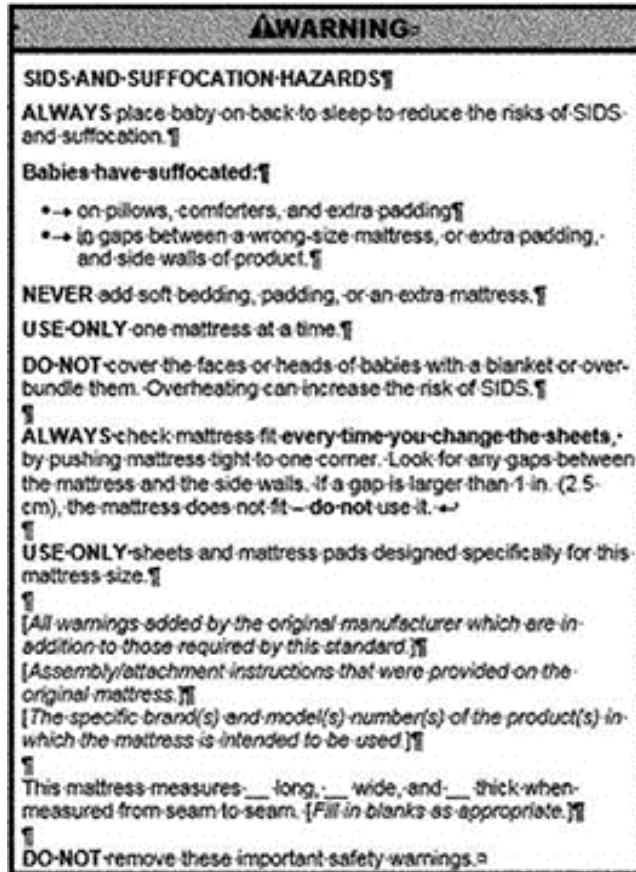 ⚠WARNING
SIDS AND SUFFOCATION HAZARDS¶
ALWAYS place baby on back to sleep to reduce the risks of SIDS
and suffocation.¶
Babies have suffocated:¶
•→ on pillows, comforters, and extra padding¶
•→ in gaps between a wrong-size mattress, or extra padding,
and side walls of product.¶
NEVER add soft bedding, padding, or an extra mattress.¶
USE ONLY one mattress at a time.¶
DO NOT cover the faces or heads of babies with a blanket or over-
bundle them. Overheating can increase the risk of SIDS.¶
¶
ALWAYS check mattress fit every time you change the sheets,
by pushing mattress tight to one corner. Look for any gaps between
the mattress and the side walls. If a gap is larger than 1 in. (2.5
cm), the mattress does not fit – do not use it. ↵
¶
USE ONLY sheets and mattress pads designed specifically for this
mattress size.¶
¶
[All warnings added by the original manufacturer which are in
addition to those required by this standard.]¶
[Assembly/attachment instructions that were provided on the
original mattress.]¶
[The specific brand(s) and model(s) number(s) of the product(s) in
which the mattress is intended to be used.]¶
¶
This mattress measures __ long, __ wide, and __ thick when
measured from seam to seam. [Fill in blanks as appropriate.]¶
¶
DO NOT remove these important safety warnings.¤